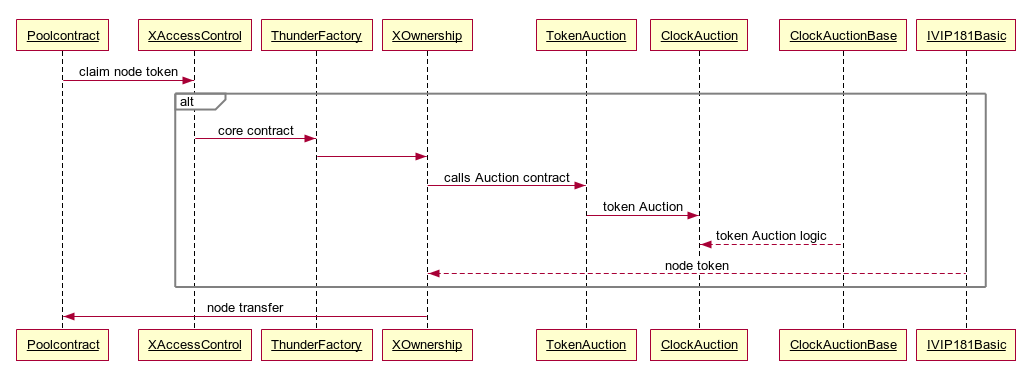 Poolcontract XAccessControl ThunderFactory XOwnership TokenAuction ClockAuction ClockAuctionBase IVIP181Basic
claim node token
alt
core contract
calls Auction contract
token Auction
token Auction logic
node token
node transfer
Poolcontract XAccessControl ThunderFactory XOwnership TokenAuction ClockAuction ClockAuctionBase IVIP181Basic